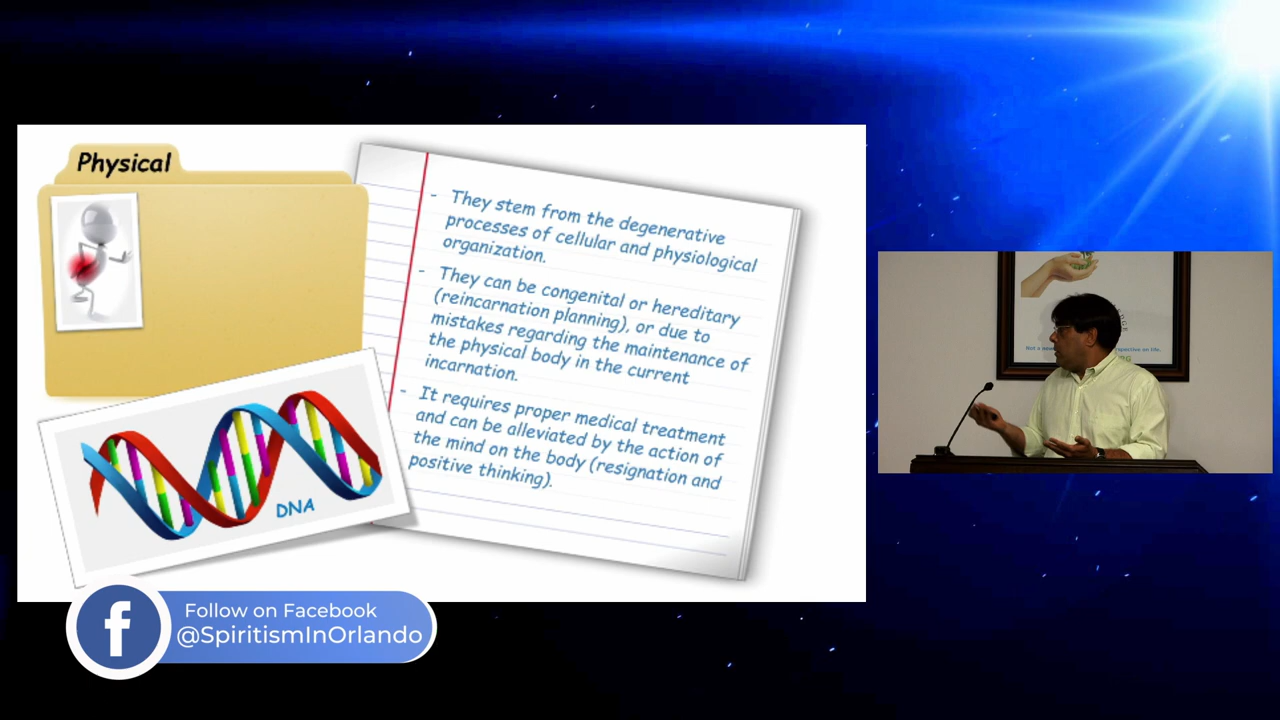 Physical
- They stem from the degenerative
processes of cellular and physiological
organization.
- They can be congenital or hereditary
(reincarnation planning), or due to
mistakes regarding the maintenance of
the physical body in the current
incarnation.
- It requires proper medical treatment
and can be alleviated by the action of
the mind on the body (resignation and
positive thinking).
DNA
Follow on Facebook
@SpiritismInOrlando